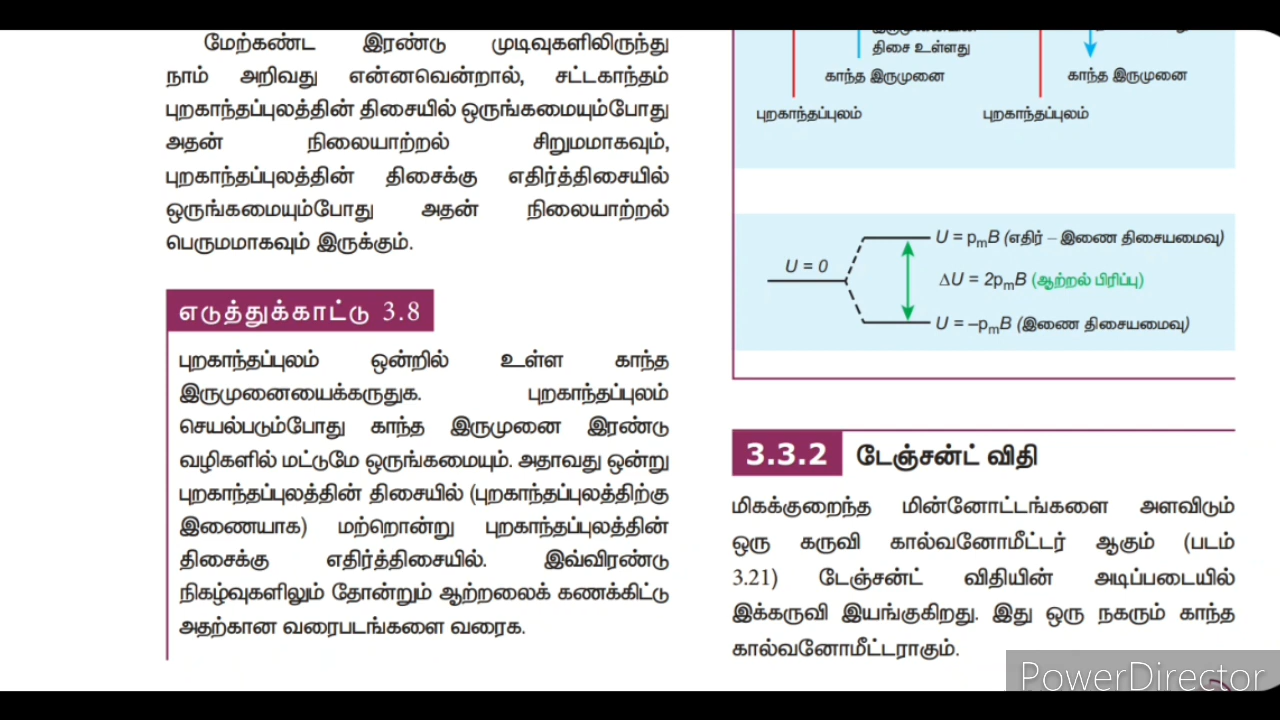 மேற்கண்ட இரண்டு முடிவுகளிலிருந்து
நாம் அறிவது என்னவென்றால், சட்டகாந்தம்
புறகாந்தப்புலத்தின் திசையில் ஒருங்கமையும்போது
அதன் நிலையாற்றல் சிறுமமாகவும்,
புறகாந்தப்புலத்தின் திசைக்கு எதிர்த்திசையில்
ஒருங்கமையும்போது அதன் நிலையாற்றல்
பெருமமாகவும் இருக்கும்.
எடுத்துக்காட்டு 3.8
புறகாந்தப்புலம் ஒன்றில் உள்ள காந்த
இருமுனையைக்கருதுக. புறகாந்தப்புலம்
செயல்படும்போது காந்த இருமுனை இரண்டு
வழிகளில் மட்டுமே ஒருங்கமையும். அதாவது ஒன்று
புறகாந்தப்புலத்தின் திசையில் (புறகாந்தப்புலத்திற்கு
இணையாக) மற்றொன்று புறகாந்தப்புலத்தின்
திசைக்கு எதிர்த்திசையில். இவ்விரண்டு
நிகழ்வுகளிலும் தோன்றும் ஆற்றலைக் கணக்கிட்டு
அதற்கான வரைபடங்களை வரைக.
திசை உள்ளது
காந்த இருமுனை
காந்த இருமுனை
புறகாந்தப்புலம்
புறகாந்தப்புலம்
U = pmB (எதிர் – இணை திசையமைவு)
U = 0
ΔU = 2pmB (ஆற்றல் பிரிப்பு)
U = –pmB (இணை திசையமைவு)
3.3.2 டேஞ்சன்ட் விதி
மிகக்குறைந்த மின்னோட்டங்களை அளவிடும்
ஒரு கருவி கால்வனோமீட்டர் ஆகும் (படம்
3.21) டேஞ்சன்ட் விதியின் அடிப்படையில்
இக்கருவி இயங்குகிறது. இது ஒரு நகரும் காந்த
கால்வனோமீட்டராகும்.
PowerDirector